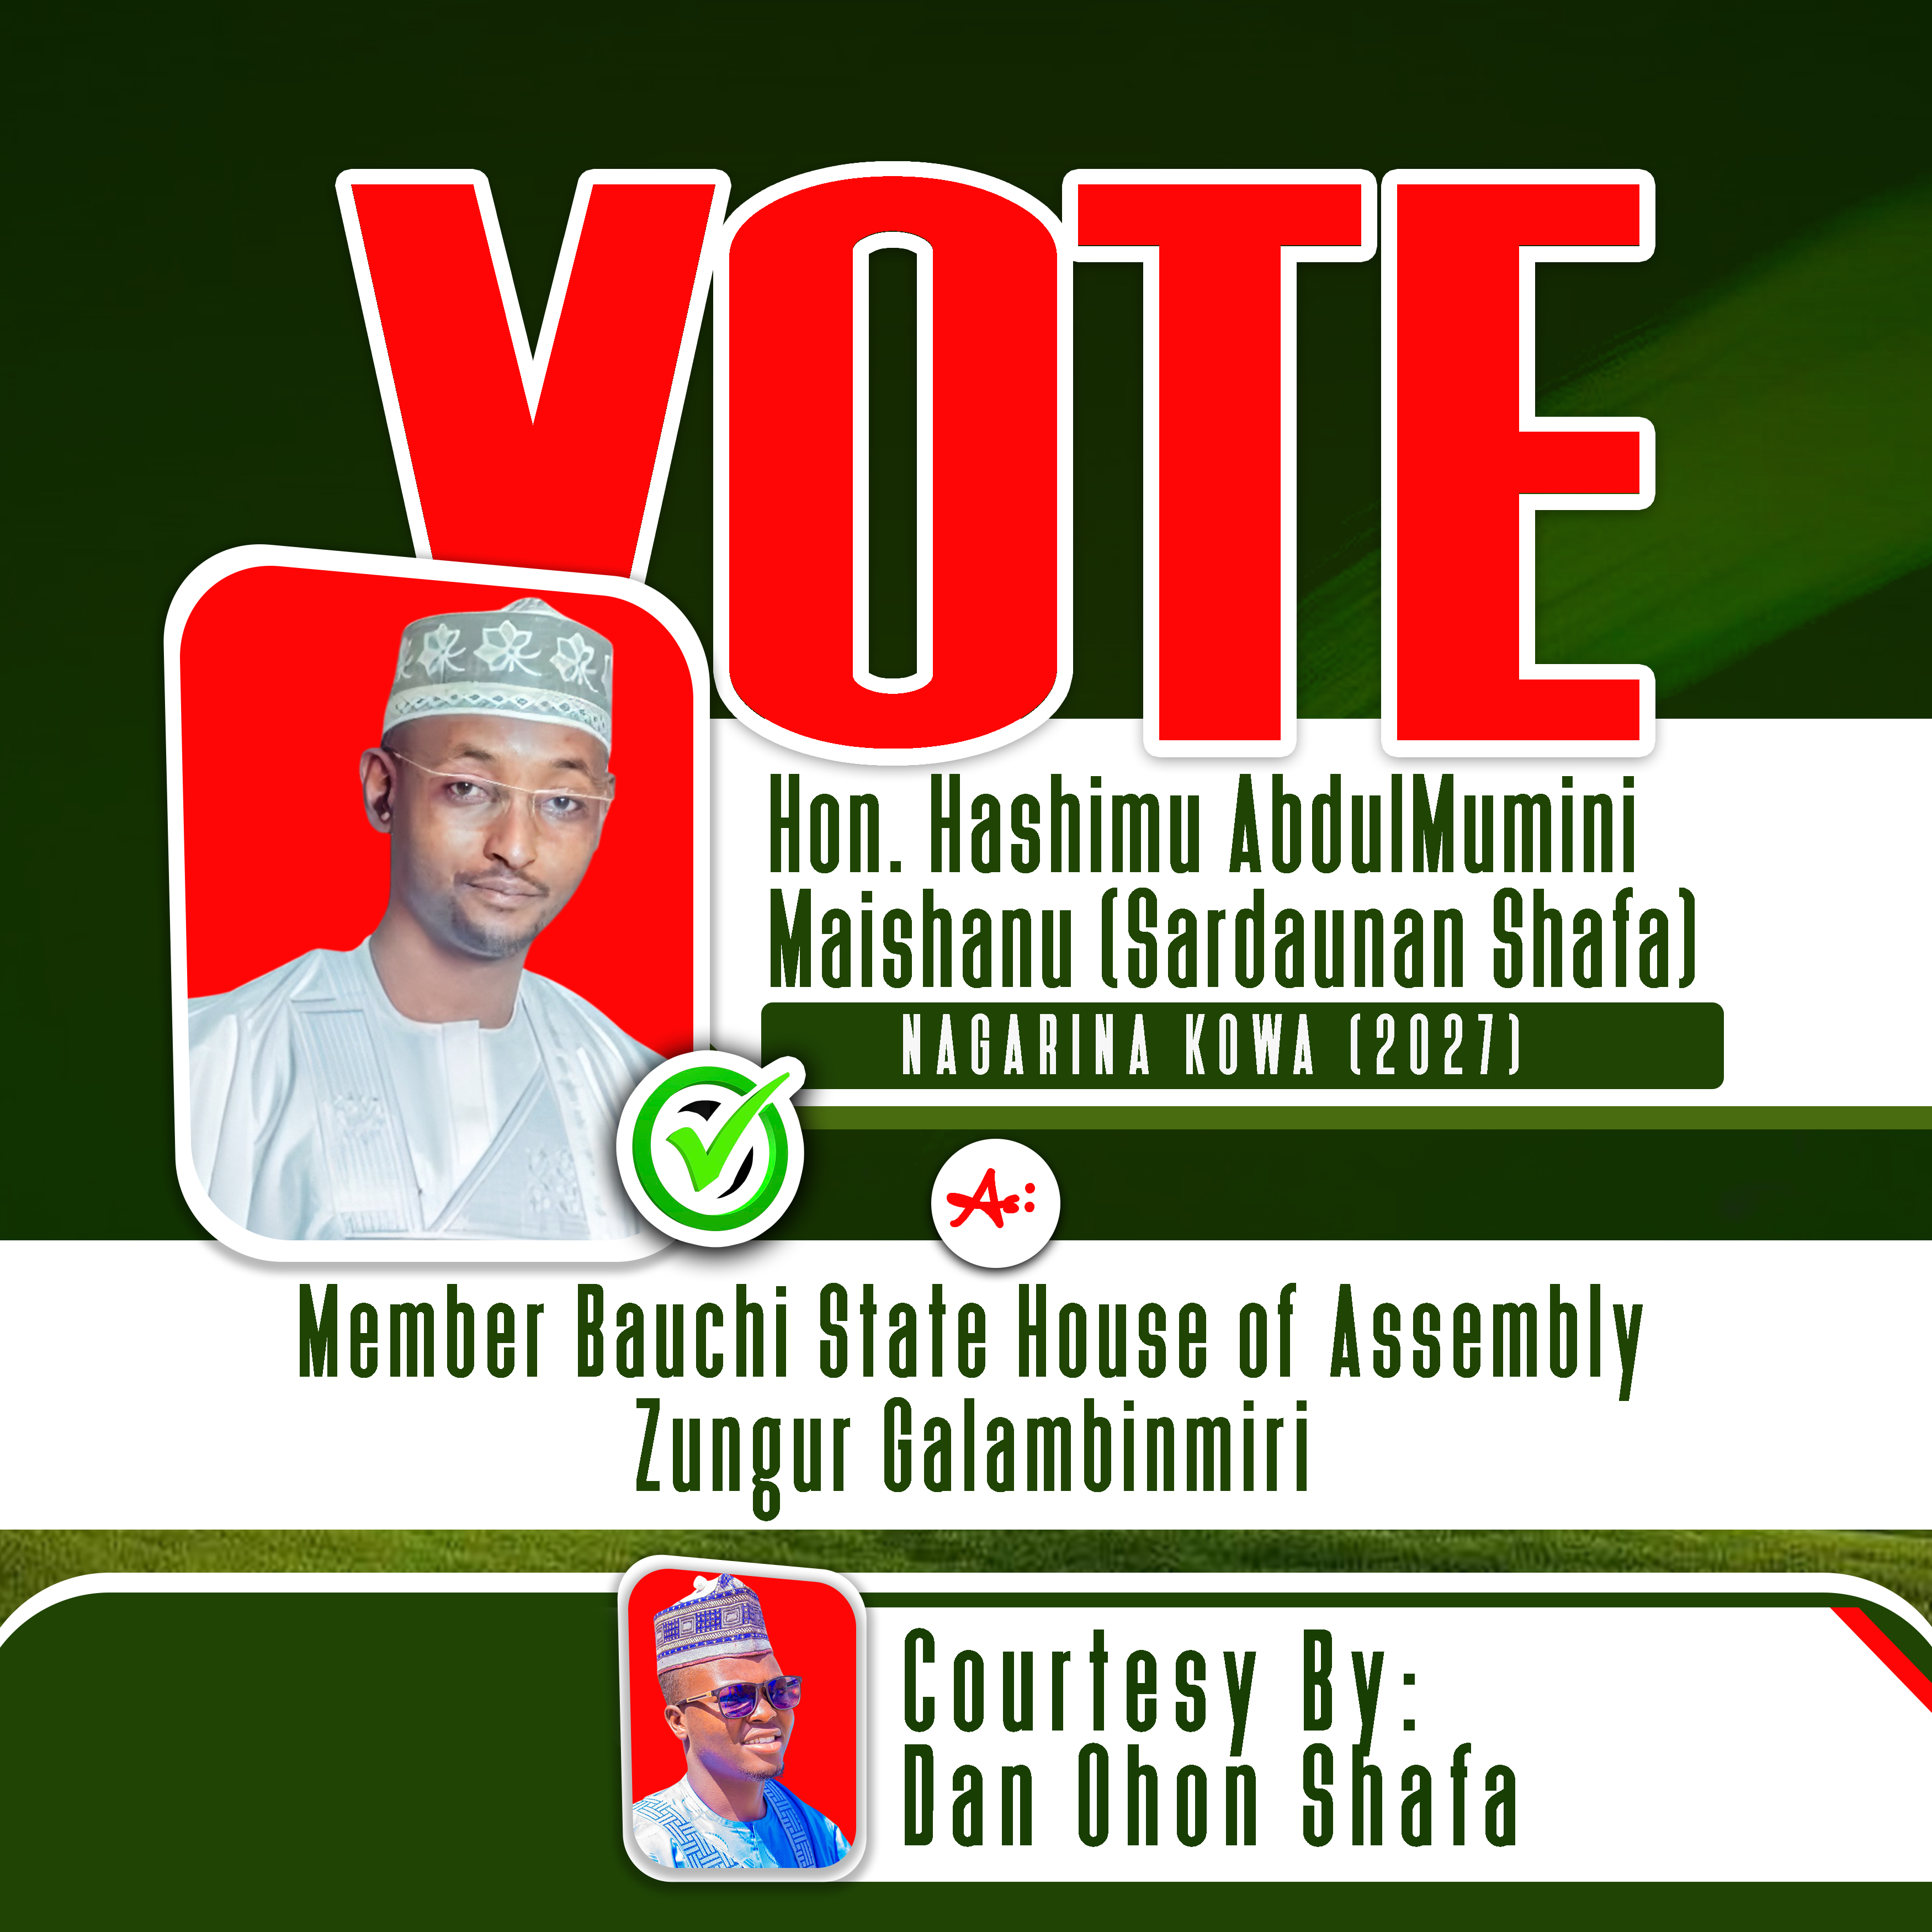 VOTE
Hon. Hashimu AbdulMumini
Maishanu (Sardaunan Shafa)
NAGARINA KOWA (2027)
A
Member Bauchi State House of Assembly
Zungur Galambinmiri
Courtesy By:
Dan Ohon Shafa